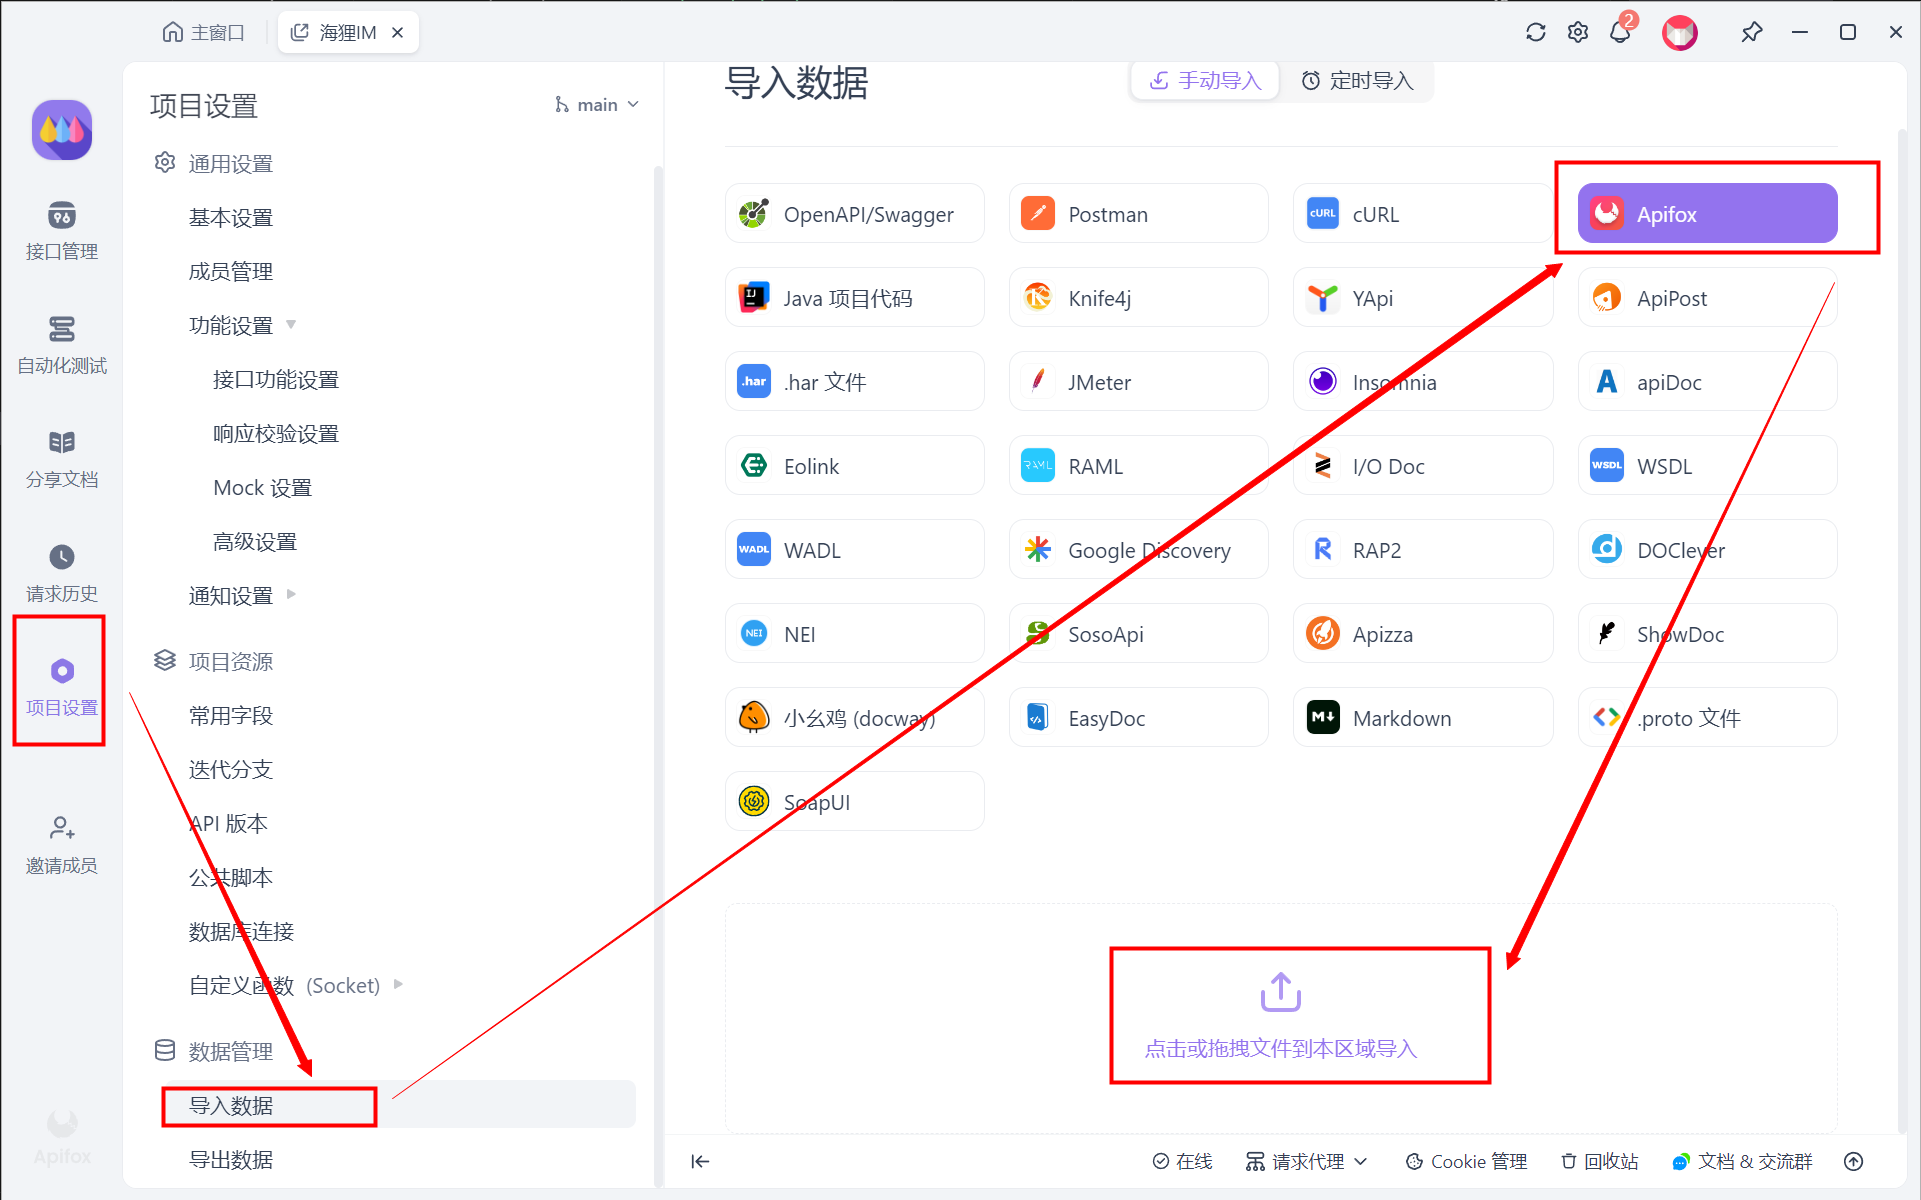 主窗口
海狸IM
2
接口管理
自动化测试
分享文档
请求历史
项目设置
邀请成员
Apifox
项目设置
main
通用设置
基本设置
成员管理
功能设置
接口功能设置
响应校验设置
Mock 设置
高级设置
通知设置
项目资源
常用字段
迭代分支
API 版本
公共脚本
数据库连接
自定义函数 (Socket)
数据管理
导入数据
导出数据
导入数据
手动导入
定时导入
OpenAPI/Swagger
Postman
cURL cURL
Apifox
IJ Java 项目代码
Knife4j
YApi
ApiPost
.har .har 文件
JMeter
Insomnia
apiDoc
Eolink
RAML RAML
I/O Doc
WSDL WSDL
WADL WADL
Google Discovery
RAP2
DOClever
NEI NEI
SosoApi
Apizza
ShowDoc
小幺鸡 (docway)
EasyDoc
Markdown
.proto 文件
SoapUI
点击或拖拽文件到本区域导入
在线
请求代理
Cookie 管理
回收站
文档 & 交流群